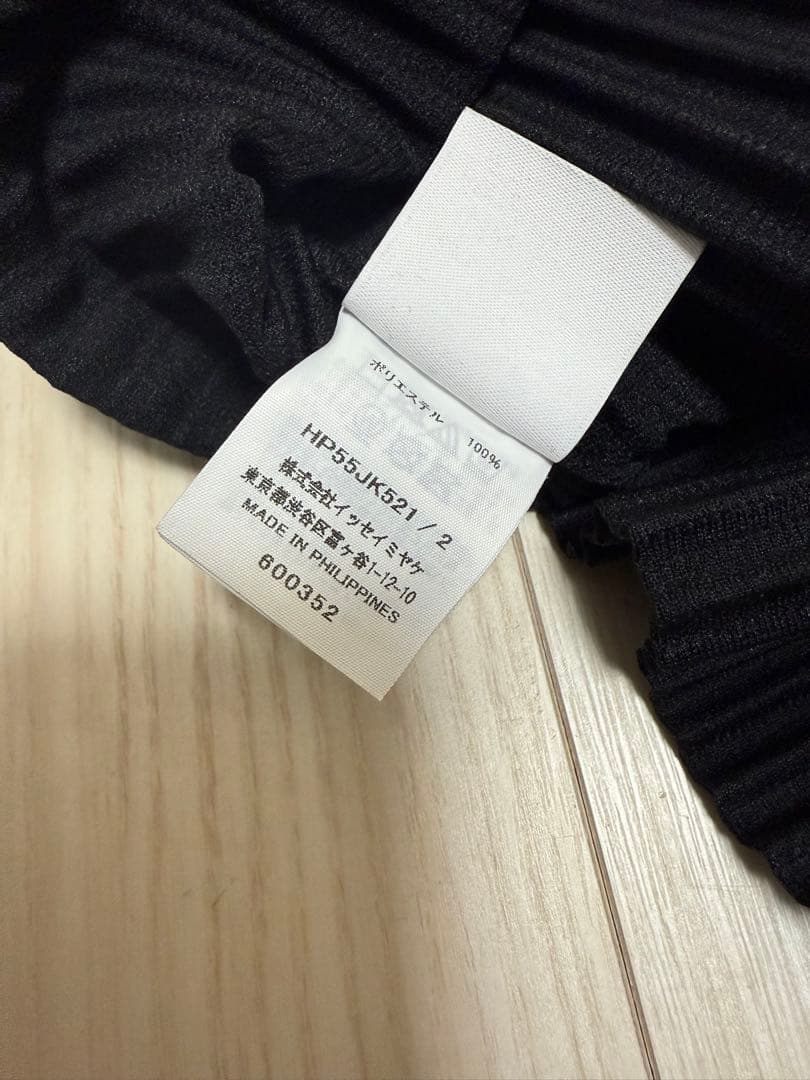 ポリエステル 100%
HP55JK521 / 2
株式会社イッセイミヤケ
東京都渋谷区富ヶ谷1-12-10
MADE IN PHILIPPINES
600352